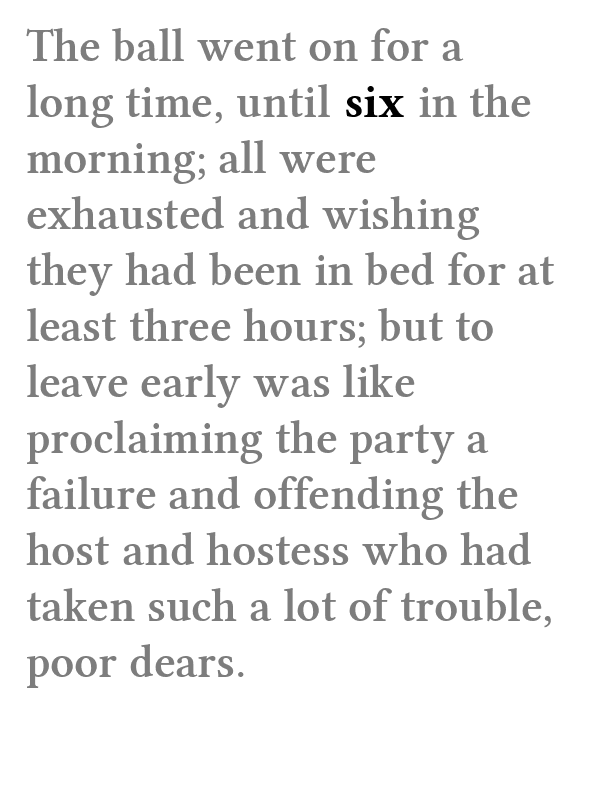 The ball went on for a
long time, until six in the
morning; all were
exhausted and wishing
they had been in bed for at
least three hours; but to
leave early was like
proclaiming the party a
failure and offending the
host and hostess who had
taken such a lot of trouble,
poor dears.